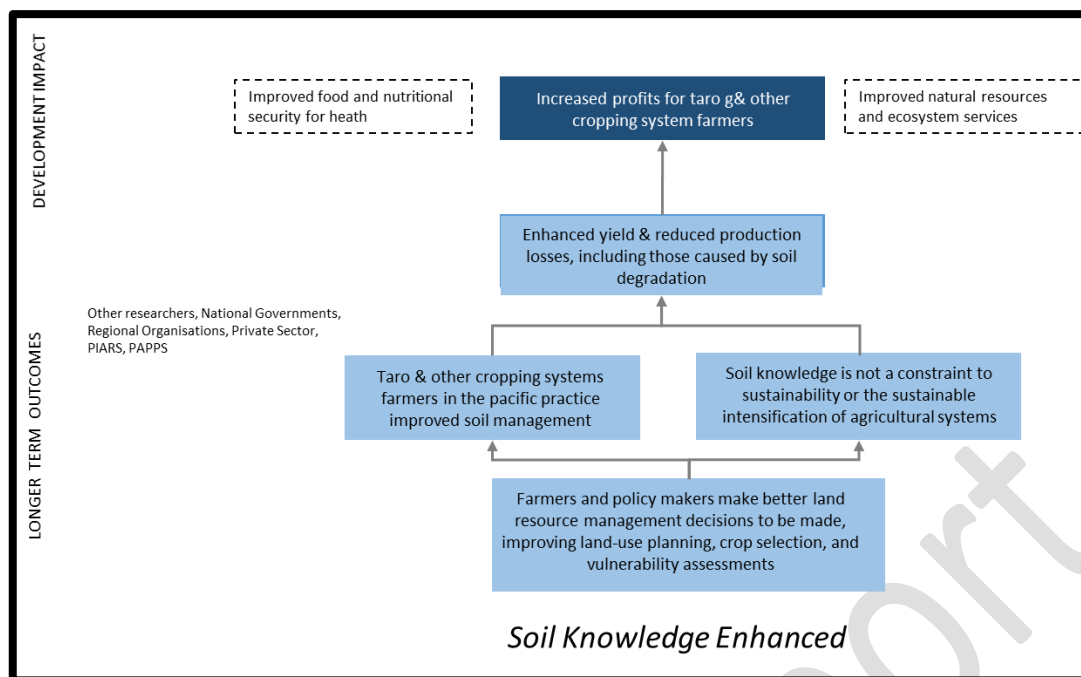 DEVELOPMENT IMPACT
Improved food and nutritional
security for heath
Increased profits for taro g& other
cropping system farmers
Improved natural resources
and ecosystem services
Enhanced yield & reduced production
losses, including those caused by soil
degradation
LONGER TERM OUTCOMES
Other researchers, National Governments,
Regional Organisations, Private Sector,
PIARS, PAPPS
Taro & other cropping systems
farmers in the pacific practice
improved soil management
Soil knowledge is not a constraint to
sustainability or the sustainable
intensification of agricultural systems
Farmers and policy makers make better land
resource management decisions to be made,
improving land-use planning, crop selection, and
vulnerability assessments
Soil Knowledge Enhanced